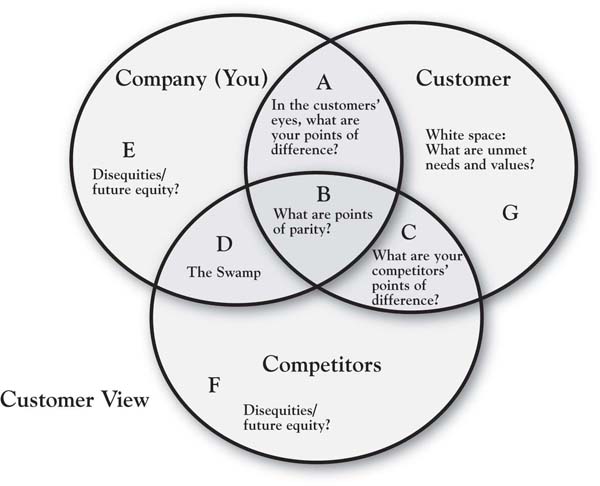 Company (You)
Customer
A
In the customers'
eyes, what are
your points of
difference?
E
Disequities/
future equity?
White space:
What are unmet
needs and values?
G
B
What are points
of parity?
D
The Swamp
C
What are your
competitors'
points of
difference?
Competitors
F
Disequities/
future equity?
Customer View